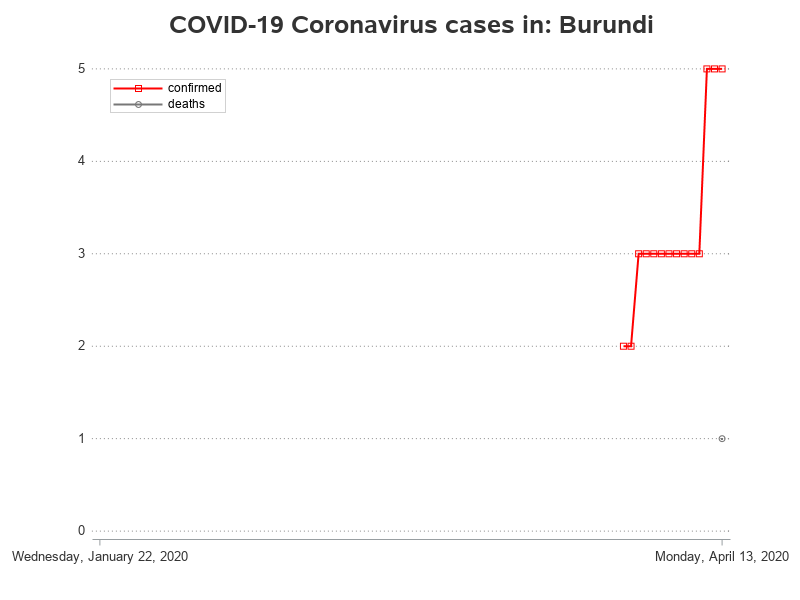 COVID-19 Coronavirus cases in: Burundi
5
confirmed
deaths
4
3
2
1
0
Wednesday, January 22, 2020
Monday, April 13, 2020